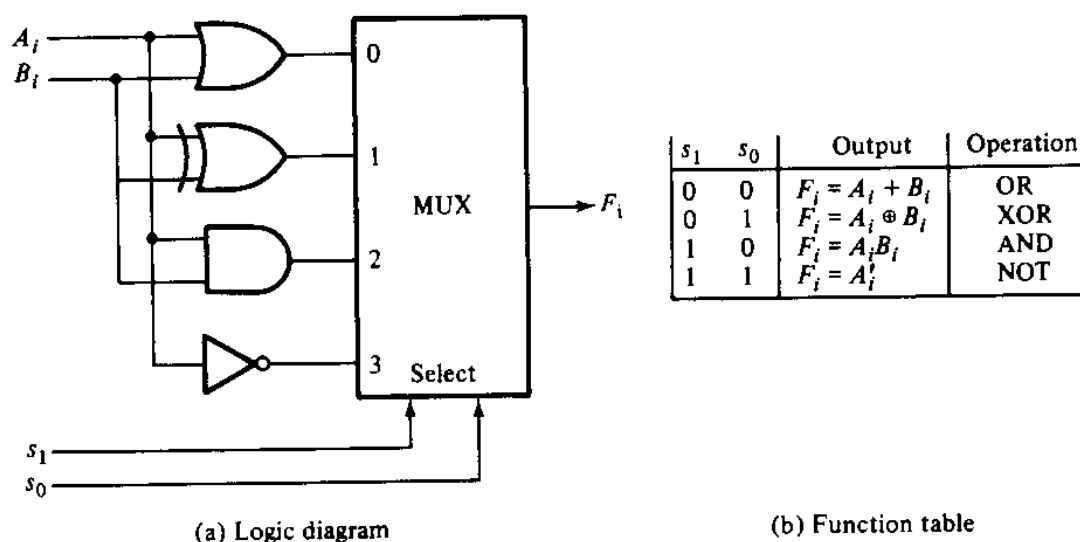 A_i
B_i
0
1
2
3
MUX
Select
F_i
s_1
s_0
(a) Logic diagram
s_1 s_0 Output Operation
0 0 F_i = A_i + B_i OR
0 1 F_i = A_i ⊕ B_i XOR
1 0 F_i = A_iB_i AND
1 1 F_i = A_i' NOT
(b) Function table